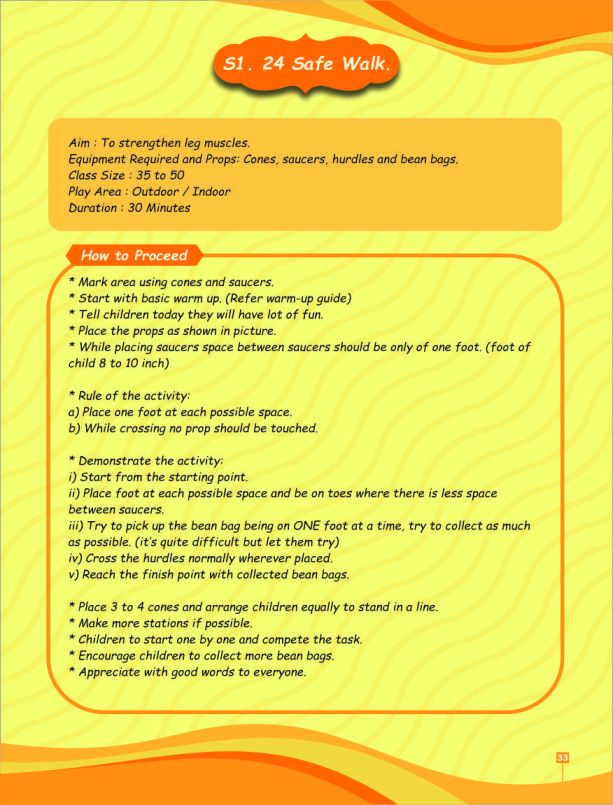 S1. 24 Safe Walk.
Aim : To strengthen leg muscles.
Equipment Required and Props: Cones, saucers, hurdles and bean bags.
Class Size : 35 to 50
Play Area : Outdoor / Indoor
Duration : 30 Minutes
How to Proceed
* Mark area using cones and saucers.
* Start with basic warm up. (Refer warm-up guide)
* Tell children today they will have lot of fun.
* Place the props as shown in picture.
* While placing saucers space between saucers should be only of one foot. (foot of
child 8 to 10 inch)
* Rule of the activity:
a) Place one foot at each possible space.
b) While crossing no prop should be touched.
* Demonstrate the activity:
i) Start from the starting point.
ii) Place foot at each possible space and be on toes where there is less space
between saucers.
iii) Try to pick up the bean bag being on ONE foot at a time, try to collect as much
as possible. (it's quite difficult but let them try)
iv) Cross the hurdles normally wherever placed.
v) Reach the finish point with collected bean bags.
* Place 3 to 4 cones and arrange children equally to stand in a line.
* Make more stations if possible.
* Children to start one by one and compete the task.
* Encourage children to collect more bean bags.
* Appreciate with good words to everyone.
33